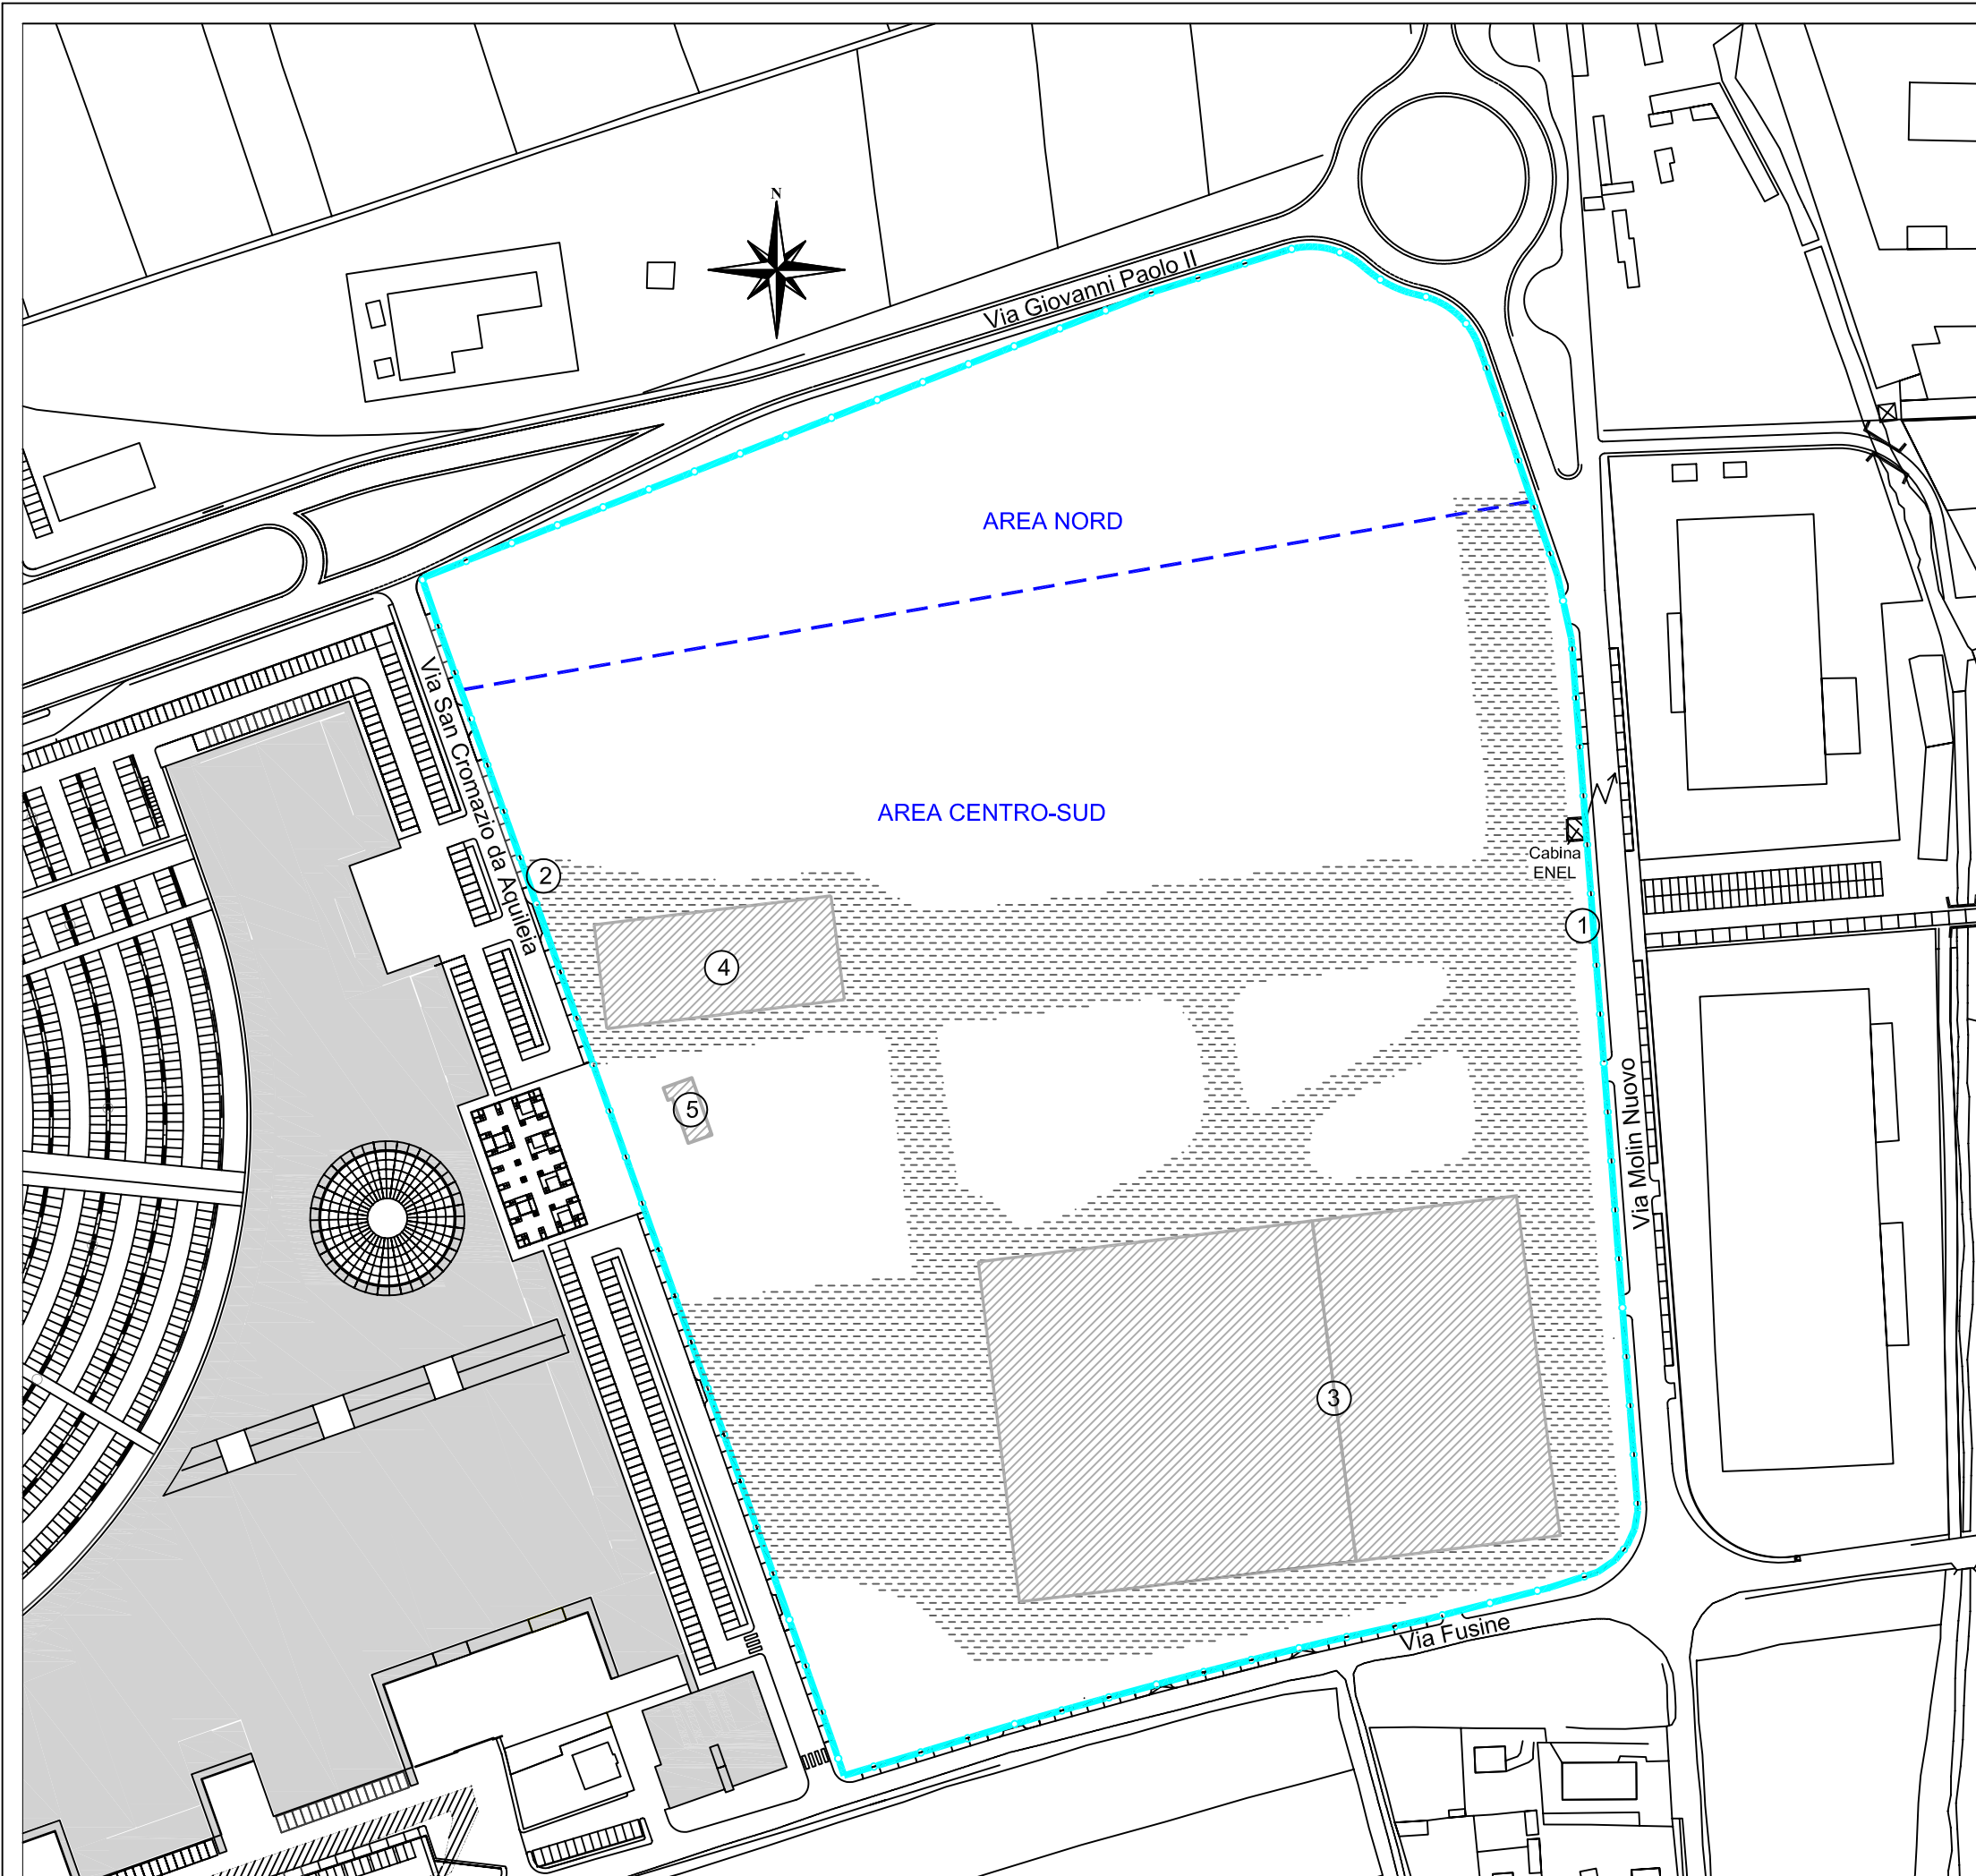 N
Via Giovanni Paolo II
AREA NORD
Via San Cromazio da Aquileia
AREA CENTRO-SUD
Cabina
ENEL
2
1
4
5
Via Molin Nuovo
3
Via Fusine